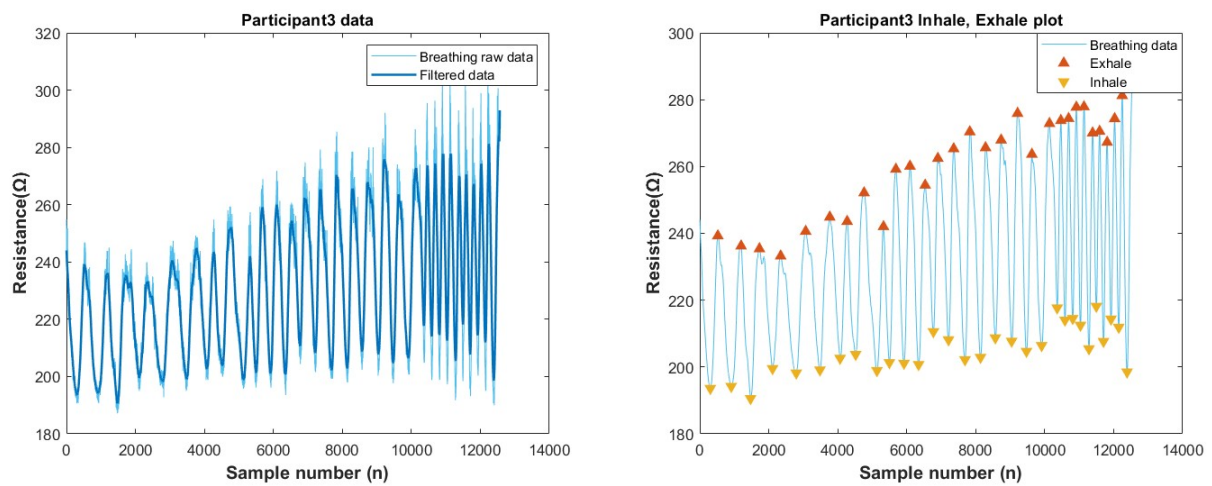 Participant3 data
320
300
280
260
240
220
200
180
Resistance(Ω)
Breathing raw data
Filtered data
0 2000 4000 6000 8000 10000 12000 14000
Sample number (n)
Participant3 Inhale, Exhale plot
300
280
260
240
220
200
180
Resistance(Ω)
Breathing data
Exhale
Inhale
0 2000 4000 6000 8000 10000 12000 14000
Sample number (n)